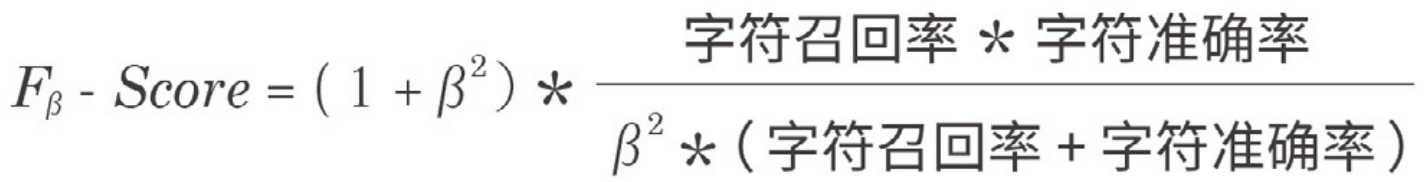 F_β - Score = ( 1 + β² ) * 字符召回率 * 字符准确率 / β² * ( 字符召回率 + 字符准确率 )